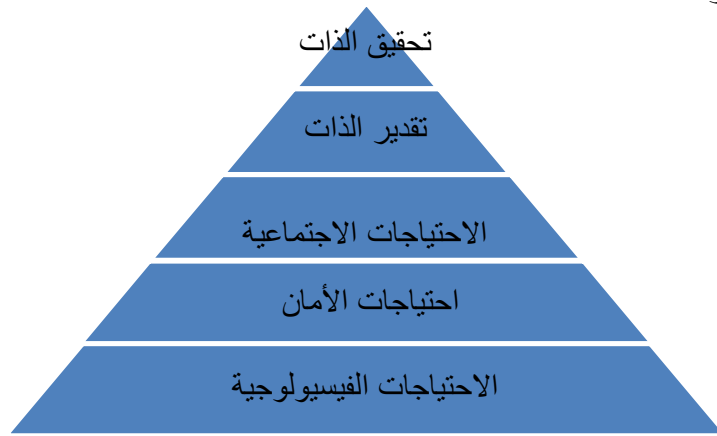 تحقيق الذات
تقدير الذات
الاحتياجات الاجتماعية
احتياجات الأمان
الاحتياجات الفيسيولوجية